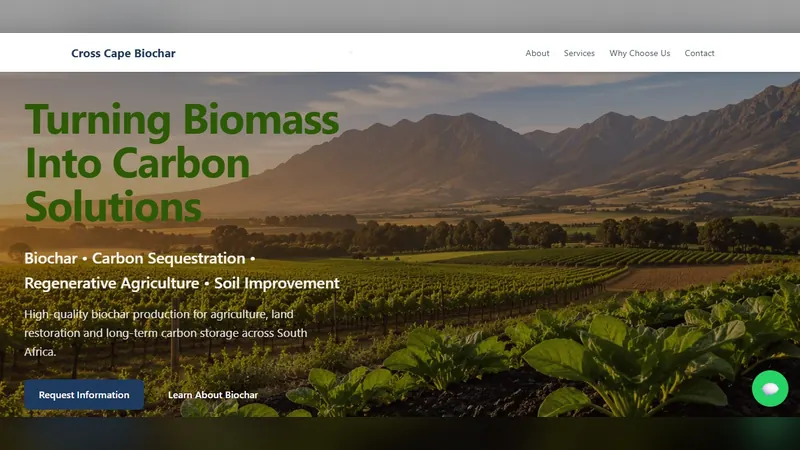 Cross Cape Biochar
About Services Why Choose Us Contact
Turning Biomass
Into Carbon
Solutions
Biochar • Carbon Sequestration •
Regenerative Agriculture • Soil Improvement
High-quality biochar production for agriculture, land
restoration and long-term carbon storage across South
Africa.
Request Information Learn About Biochar